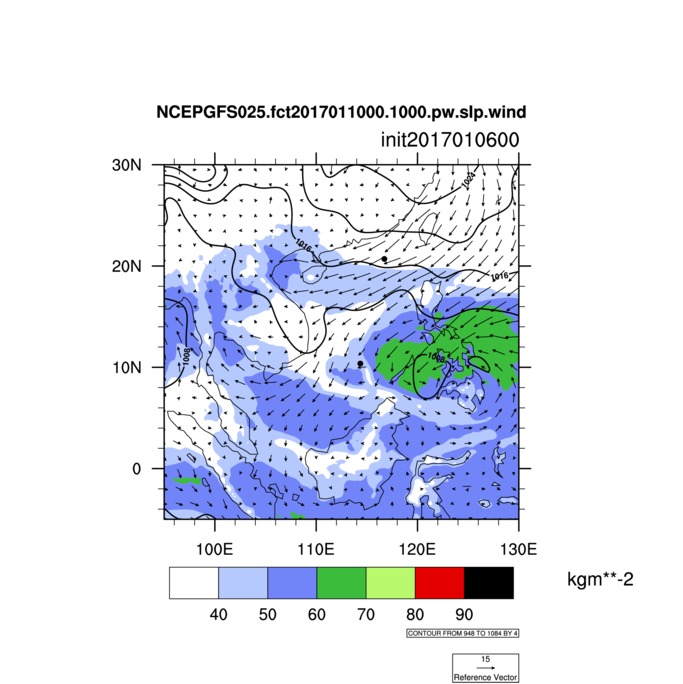 NCEPGFS025.fct2017011000.1000.pw.slp.wind
init2017010600
30N
20N
10N
0
1024
1016
1016
1008
1008
100E
110E
120E
130E
kgm**-2
40
50
60
70
80
90
CONTOUR FROM 948 TO 1084 BY 4
15
Reference Vector